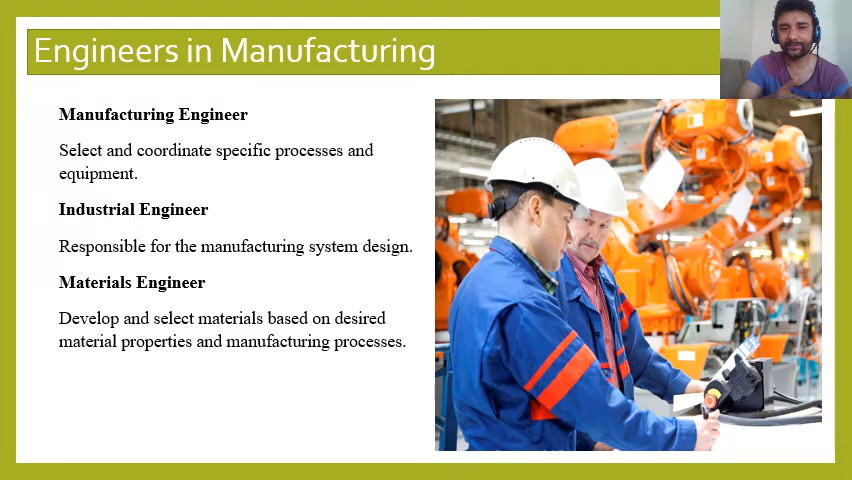 Engineers in Manufacturing
Manufacturing Engineer
Select and coordinate specific processes and
equipment.
Industrial Engineer
Responsible for the manufacturing system design.
Materials Engineer
Develop and select materials based on desired
material properties and manufacturing processes.